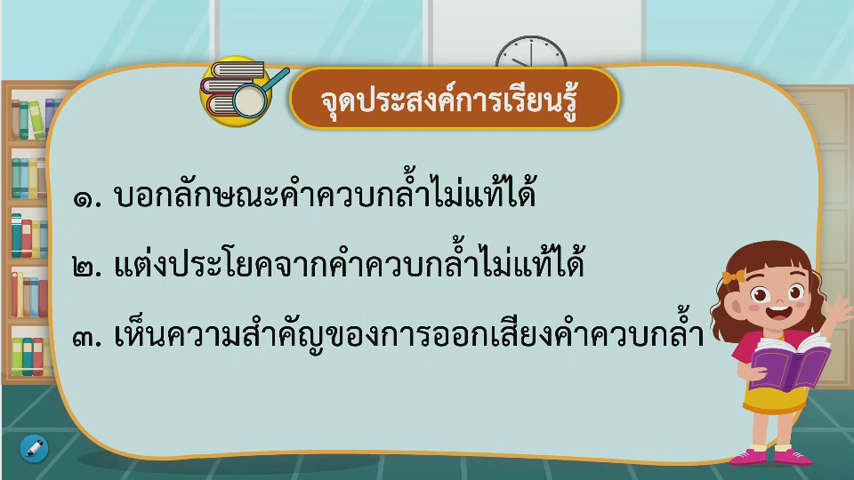 จุดประสงค์การเรียนรู้
๑. บอกลักษณะคำควบกล้ำไม่แท้ได้
๒. แต่งประโยคจากคำควบกล้ำไม่แท้ได้
๓. เห็นความสำคัญของการออกเสียงคำควบกล้ำ